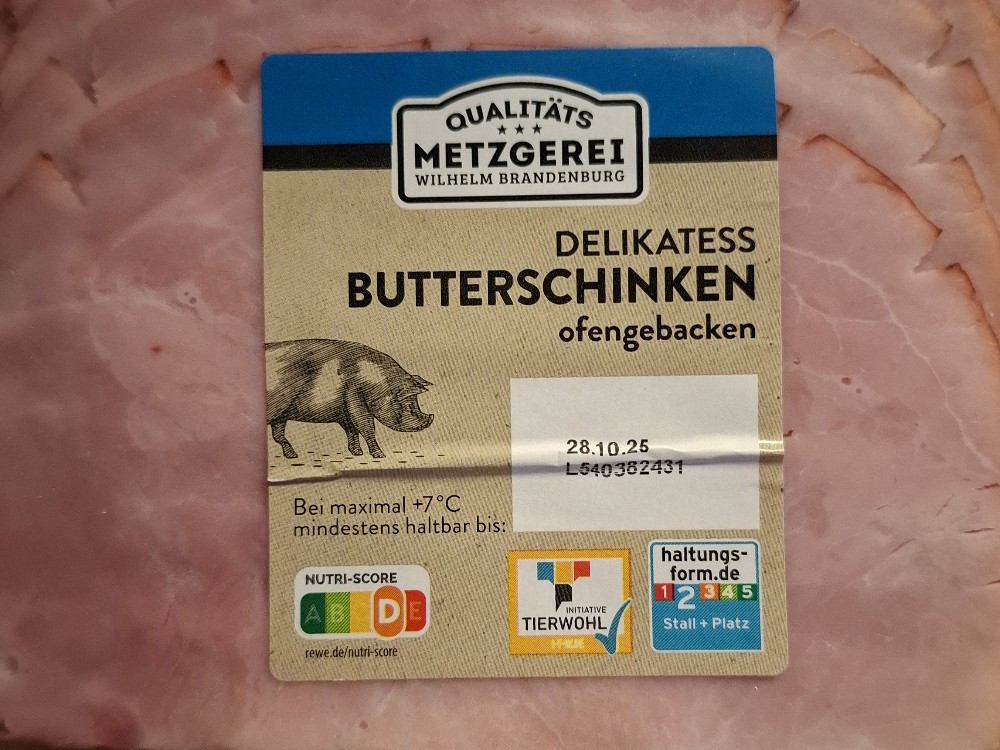 QUALITÄTS
METZGEREI
WILHELM BRANDENBURG
DELIKATESS
BUTTERSCHINKEN
ofengebacken
28.10.25
L540382431
Bei maximal +7°C
mindestens haltbar bis:
NUTRI-SCORE
A B C D E
rewe.de/nutri-score
INITIATIVE
TIERWOHL
haltungs-
form.de
1 2 3 4 5
Stall + Platz